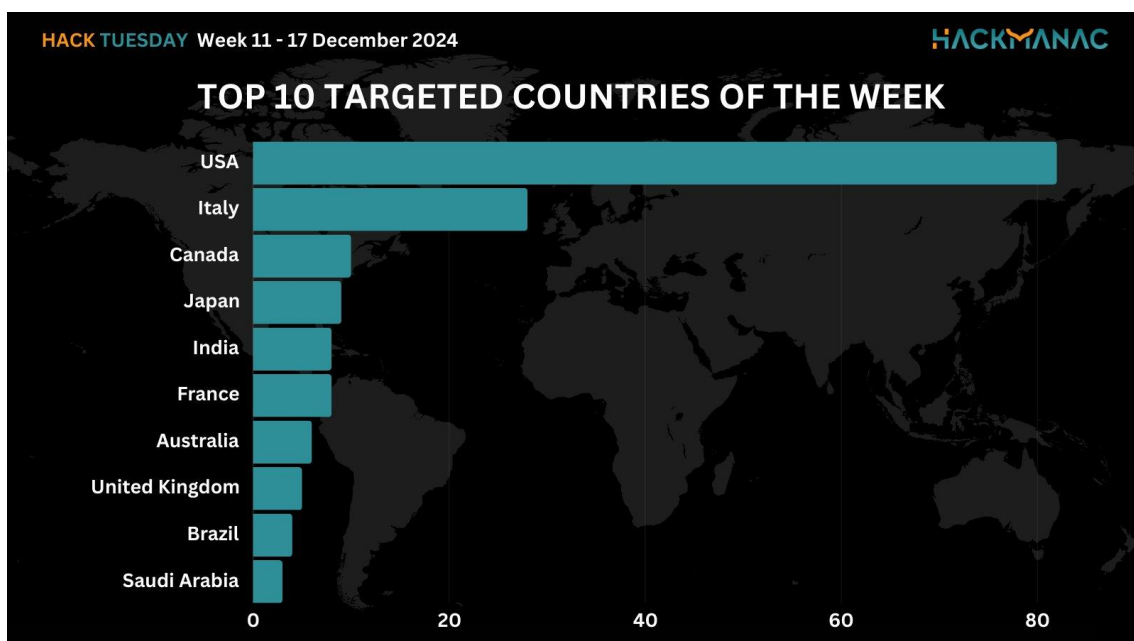 HACK TUESDAY Week 11 - 17 December 2024
HACKMANAC
TOP 10 TARGETED COUNTRIES OF THE WEEK
USA
Italy
Canada
Japan
India
France
Australia
United Kingdom
Brazil
Saudi Arabia
0 20 40 60 80